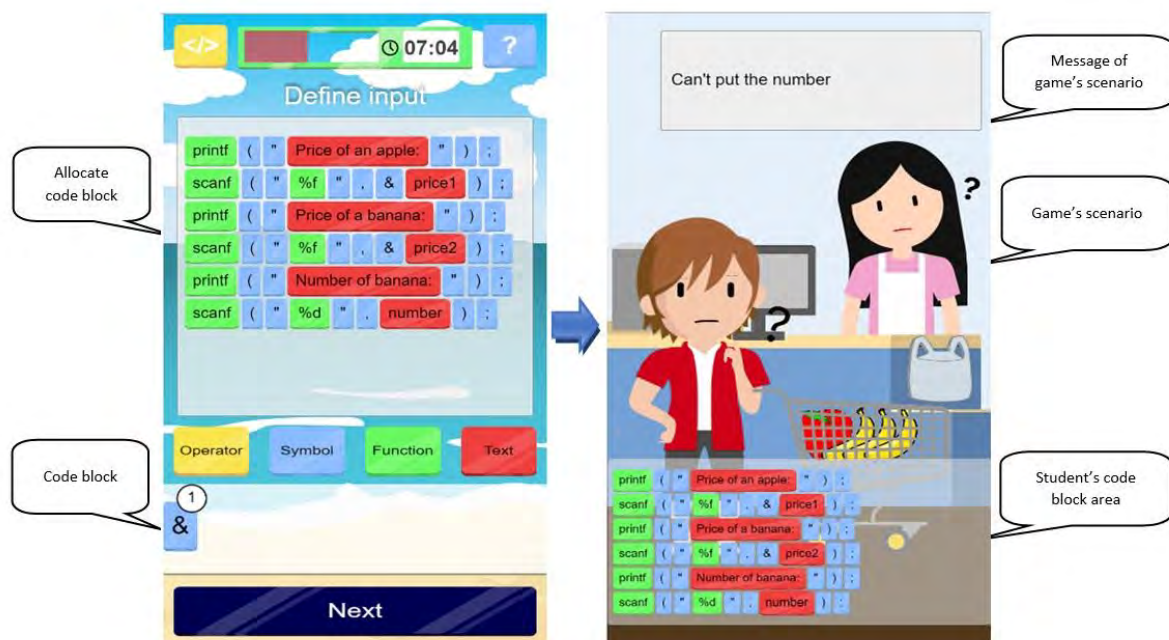 </> 07:04 ?
Define input
printf ( " Price of an apple: " ) ;
scanf ( " %f " , & price1 ) ;
printf ( " Price of a banana: " ) ;
scanf ( " %f " , & price2 ) ;
printf ( " Number of banana: " ) ;
scanf ( " %d " , number ) ;
Operator Symbol Function Text
1
&
Next
Allocate
code block
Code block
Can't put the number
?
?
printf ( " Price of an apple: " ) ;
scanf ( " %f " , & price1 ) ;
printf ( " Price of a banana: " ) ;
scanf ( " %f " , & price2 ) ;
printf ( " Number of banana: " ) ;
scanf ( " %d " , number ) ;
Message of
game's scenario
Game's scenario
Student's code
block area